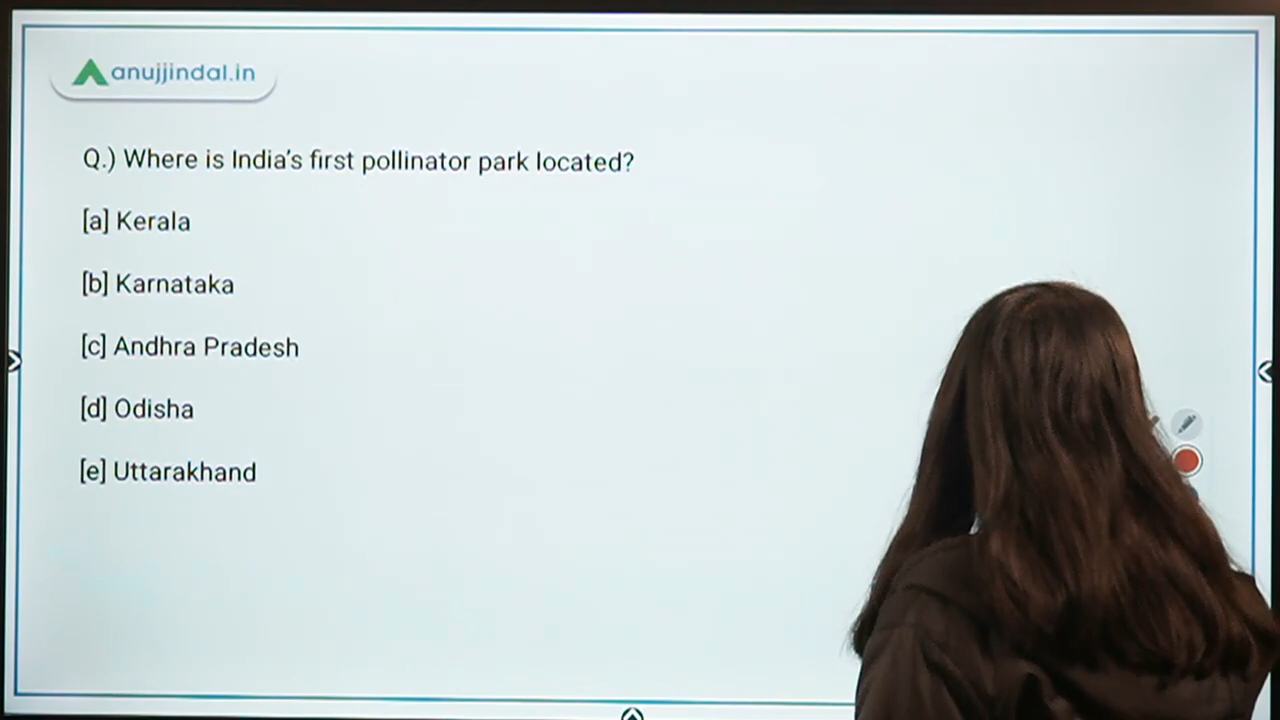 anujjindal.in
Q.) Where is India's first pollinator park located?
[a] Kerala
[b] Karnataka
[c] Andhra Pradesh
[d] Odisha
[e] Uttarakhand